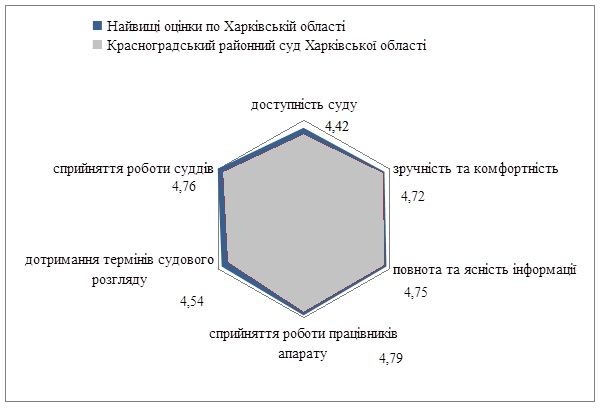 Найвищі оцінки по Харківській області
Красноградський районний суд Харківської області
доступність суду
4,42
сприйняття роботи суддів
4,76
зручність та комфортність
4,72
дотримання термінів судового
розгляду
4,54
повнота та ясність інформації
4,75
сприйняття роботи працівників
апарату
4,79